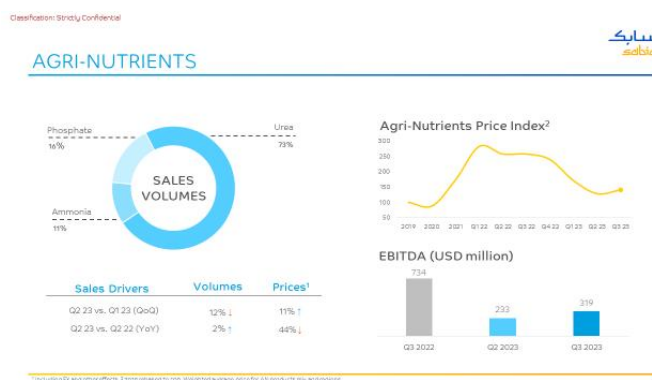 Classification: Strictly Confidential
سابك
AGRI-NUTRIENTS
Phosphate
16%
Urea
73%
SALES
VOLUMES
Ammonia
11%
Sales Drivers Volumes Prices¹
Q2 23 vs. Q1 23 (QoQ) 12% ↓ 11% ↑
Q2 23 vs. Q2 22 (YoY) 2% ↑ 44% ↓
Agri-Nutrients Price Index²
300
250
200
150
100
50
2019 2020 2021 Q1 22 Q2 22 Q3 22 Q4 22 Q1 23 Q2 23 Q3 23
EBITDA (USD million)
734
233
319
Q3 2022 Q2 2023 Q3 2023